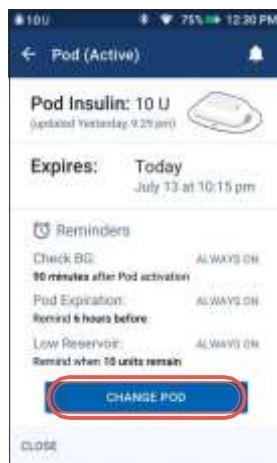 10U 75% 12:30 PM
Pod (Active)
Pod Insulin: 10 U
(updated Yesterday, 9:29 pm)
Expires: Today
July 13 at 10:15 pm
Reminders
Check BG: ALWAYS ON
90 minutes after Pod activation
Pod Expiration: ALWAYS ON
Remind 6 hours before
Low Reservoir: ALWAYS ON
Remind when 10 units remain
CHANGE POD
CLOSE